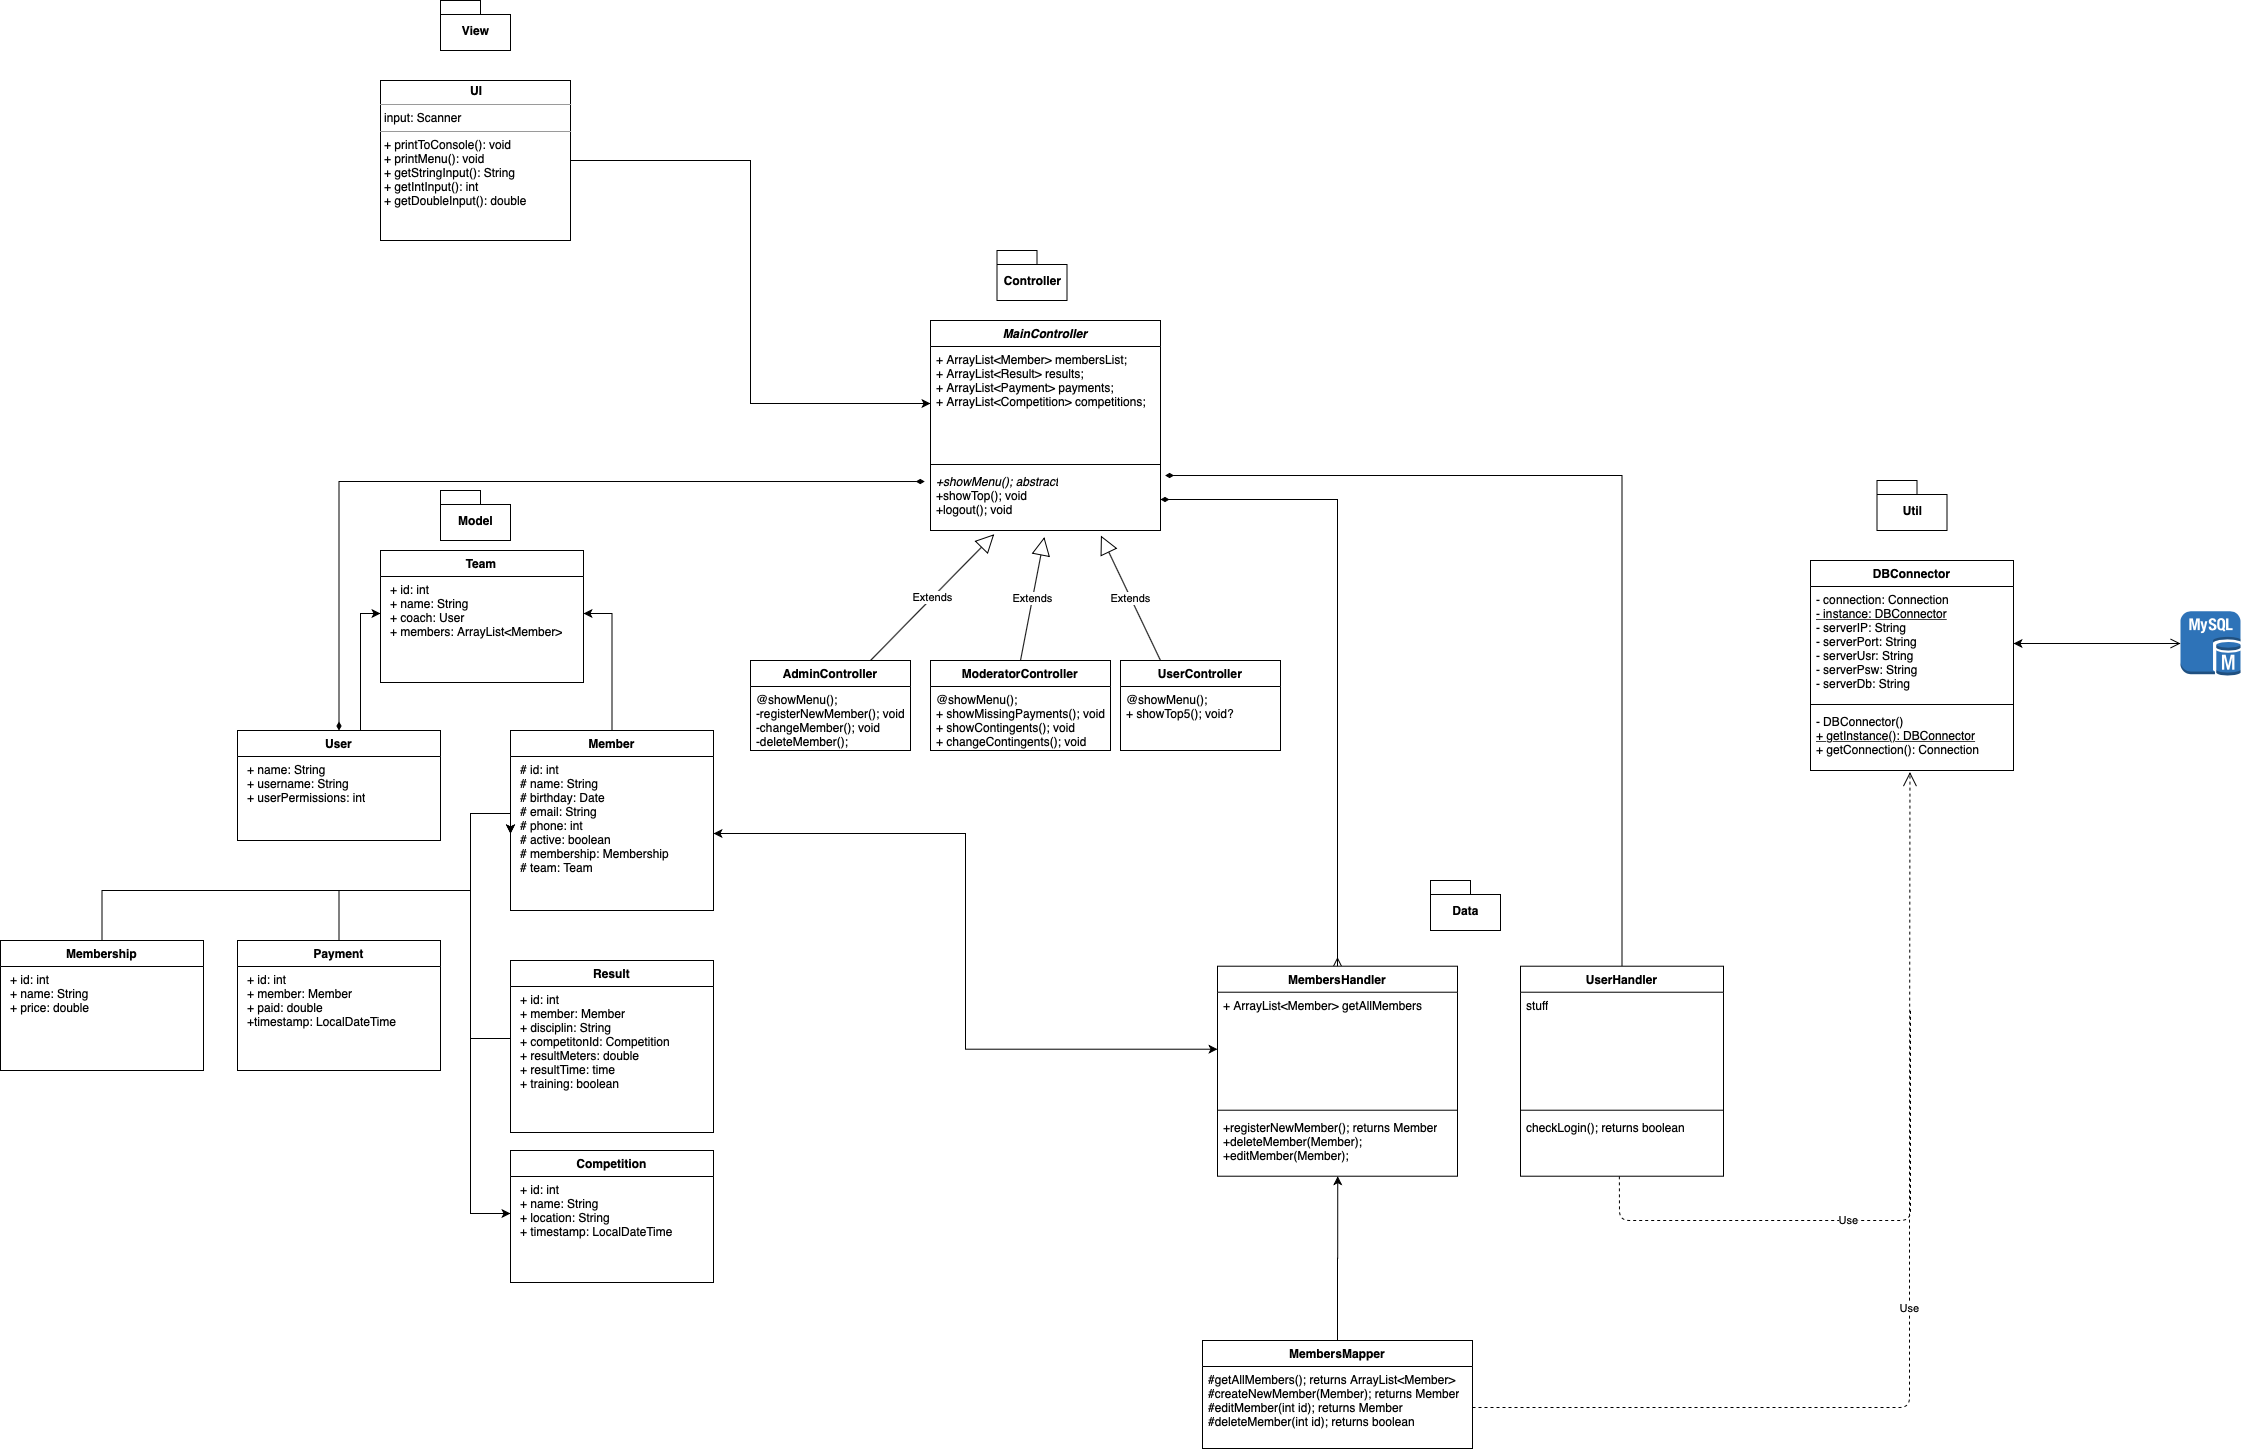 View
UI
input: Scanner
+ printToConsole(): void
+ printMenu(): void
+ getStringInput(): String
+ getIntInput(): int
+ getDoubleInput(): double
Controller
MainController
+ ArrayList<Member> membersList;
+ ArrayList<Result> results;
+ ArrayList<Payment> payments;
+ ArrayList<Competition> competitions;
+showMenu(); abstract
+showTop(); void
+logout(); void
Extends
Extends
Extends
AdminController
@showMenu();
-registerNewMember(); void
-changeMember(); void
-deleteMember();
ModeratorController
@showMenu();
+ showMissingPayments(); void
+ showContingents(); void
+ changeContingents(); void
UserController
@showMenu();
+ showTop5(); void?
Model
Team
+ id: int
+ name: String
+ coach: User
+ members: ArrayList<Member>
User
+ name: String
+ username: String
+ userPermissions: int
Member
# id: int
# name: String
# birthday: Date
# email: String
# phone: int
# active: boolean
# membership: Membership
# team: Team
Membership
+ id: int
+ name: String
+ price: double
Payment
+ id: int
+ member: Member
+ paid: double
+timestamp: LocalDateTime
Result
+ id: int
+ member: Member
+ disciplin: String
+ competitonId: Competition
+ resultMeters: double
+ resultTime: time
+ training: boolean
Competition
+ id: int
+ name: String
+ location: String
+ timestamp: LocalDateTime
Util
DBConnector
- connection: Connection
- instance: DBConnector
- serverIP: String
- serverPort: String
- serverUsr: String
- serverPsw: String
- serverDb: String
- DBConnector()
+ getInstance(): DBConnector
+ getConnection(): Connection
MySQL
M
Data
MembersHandler
+ ArrayList<Member> getAllMembers
+registerNewMember(); returns Member
+deleteMember(Member);
+editMember(Member);
UserHandler
stuff
checkLogin(); returns boolean
Use
Use
MembersMapper
#getAllMembers(); returns ArrayList<Member>
#createNewMember(Member); returns Member
#editMember(int id); returns Member
#deleteMember(int id); returns boolean